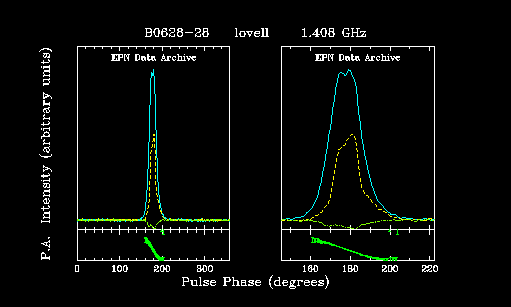 B0628-28 lovell 1.408 GHz
EPN Data Archive EPN Data Archive
P.A. Intensity (arbitrary units)
0 100 200 300 160 180 200 220
Pulse Phase (degrees)